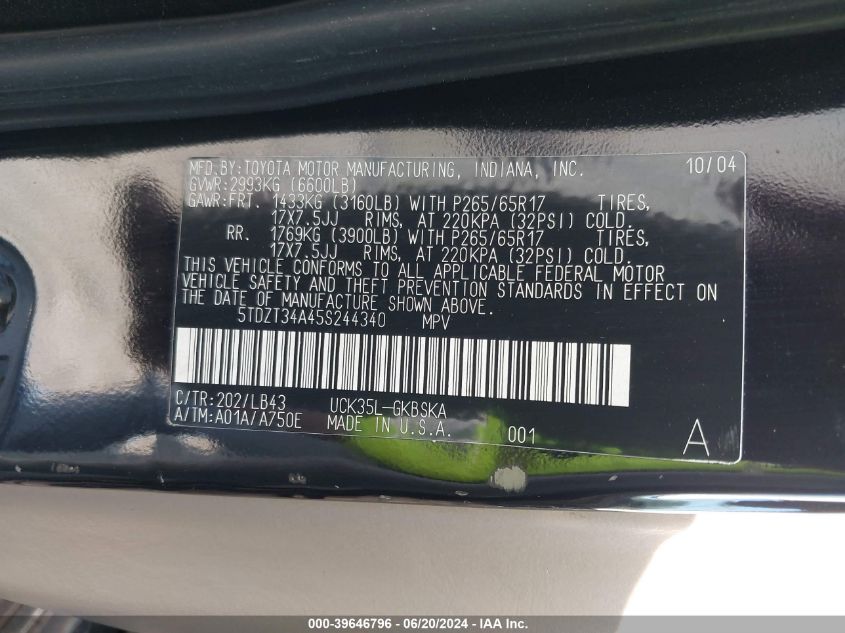 MFD.BY:TOYOTA MOTOR MANUFACTURING, INDIANA, INC. 10/04
GVWR:2993KG (6600LB)
GAWR:FRT. 1433KG (3160LB) WITH P265/65R17 TIRES,
17X7.5JJ RIMS, AT 220KPA (32PSI) COLD.
RR. 1769KG (3900LB) WITH P265/65R17 TIRES,
17X7.5JJ RIMS, AT 220KPA (32PSI) COLD.
THIS VEHICLE CONFORMS TO ALL APPLICABLE FEDERAL MOTOR
VEHICLE SAFETY AND THEFT PREVENTION STANDARDS IN EFFECT ON
THE DATE OF MANUFACTURE SHOWN ABOVE.
5TDZT34A45S244340 MPV
C/TR:202/LB43 UCK35L-GKBSKA
A/TM:A01A/A750E MADE IN U.S.A. 001 A
000-39646796 - 06/20/2024 - IAA Inc.